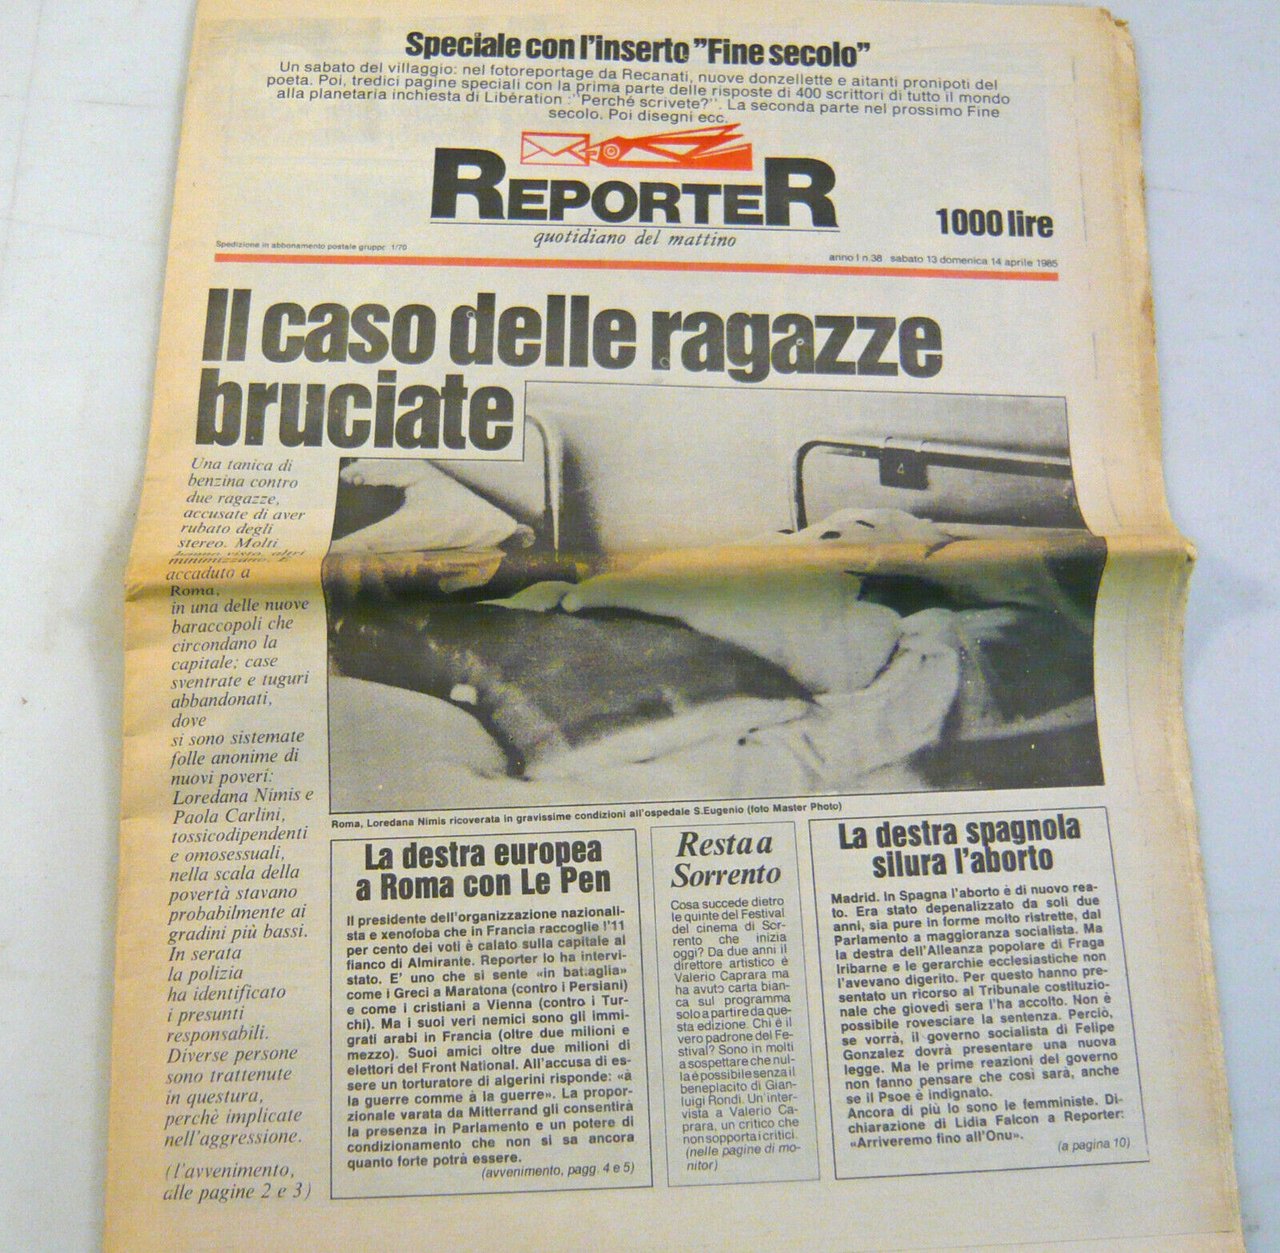 Speciale con l'inserto "Fine secolo"
Un sabato del villaggio: nel fotoreportage da Recanati, nuove donzellette e aitanti pronipoti del
poeta. Poi, tredici pagine speciali con la prima parte delle risposte di 400 scrittori di tutto il mondo
alla planetaria inchiesta di Libération :"Perché scrivete?". La seconda parte nel prossimo Fine
secolo. Poi disegni ecc.
REPORTER
quotidiano del mattino
1000 lire
Spedizione in abbonamento postale gruppo 1/70
anno I n.38 sabato 13 domenica 14 aprile 1985
Il caso delle ragazze
bruciate
Una tanica di
benzina contro
due ragazze,
accusate di aver
rubato degli
stereo. Molti
hanno visto, altri
minimizzano. E'
accaduto a
Roma,
in una delle nuove
baraccopoli che
circondano la
capitale; case
sventrate e tuguri
abbandonati,
dove
si sono sistemate
folle anonime di
nuovi poveri:
Loredana Nimis e
Paola Carlini,
tossicodipendenti
e omosessuali,
nella scala della
povertà stavano
probabilmente ai
gradini più bassi.
In serata
la polizia
ha identificato
i presunti
responsabili.
Diverse persone
sono trattenute
in questura,
perchè implicate
nell'aggressione.
(l'avvenimento,
alle pagine 2 e 3)
4
Roma, Loredana Nimis ricoverata in gravissime condizioni all'ospedale S.Eugenio (foto Master Photo)
La destra europea
a Roma con Le Pen
Il presidente dell'organizzazione nazionali-
sta e xenofoba che in Francia raccoglie l'11
per cento dei voti è calato sulla capitale al
fianco di Almirante. Reporter lo ha intervi-
stato. E' uno che si sente «in battaglia»
come i Greci a Maratona (contro i Persiani)
e come i cristiani a Vienna (contro i Tur-
chi). Ma i suoi veri nemici sono gli immi-
grati arabi in Francia (oltre due milioni e
mezzo). Suoi amici oltre due milioni di
elettori del Front National. All'accusa di es-
sere un torturatore di algerini risponde: «à
la guerre comme à la guerre». La propor-
zionale varata da Mitterrand gli consentirà
la presenza in Parlamento e un potere di
condizionamento che non si sa ancora
quanto forte potrà essere.
(avvenimento, pagg. 4 e 5)
Resta a
Sorrento
Cosa succede dietro
le quinte del Festival
del cinema di Sor-
rento che inizia
oggi? Da due anni il
direttore artistico è
Valerio Caprara ma
ha avuto carta bian-
ca sul programma
solo a partire da que-
sta edizione. Chi è il
vero padrone del Fe-
stival? Sono in molti
a sospettare che nul-
la è possibile senza il
beneplacito di Gian-
luigi Rondi. Un'inter-
vista a Valerio Ca-
prara, un critico che
non sopporta i critici.
(nelle pagine di mo-
nitor)
La destra spagnola
silura l'aborto
Madrid. In Spagna l'aborto è di nuovo rea-
to. Era stato depenalizzato da soli due
anni, sia pure in forme molto ristrette, dal
Parlamento a maggioranza socialista. Ma
la destra dell'Alleanza popolare di Fraga
Iribarne e le gerarchie ecclesiastiche non
l'avevano digerito. Per questo hanno pre-
sentato un ricorso al Tribunale costituzio-
nale che giovedì sera l'ha accolto. Non è
possibile rovesciare la sentenza. Perciò,
se vorrà, il governo socialista di Felipe
Gonzalez dovrà presentare una nuova
legge. Ma le prime reazioni del governo
non fanno pensare che così sarà, anche
se il Psoe è indignato.
Ancora di più lo sono le femministe. Di-
chiarazione di Lidia Falcon a Reporter:
«Arriveremo fino all'Onu».
(a pagina 10)